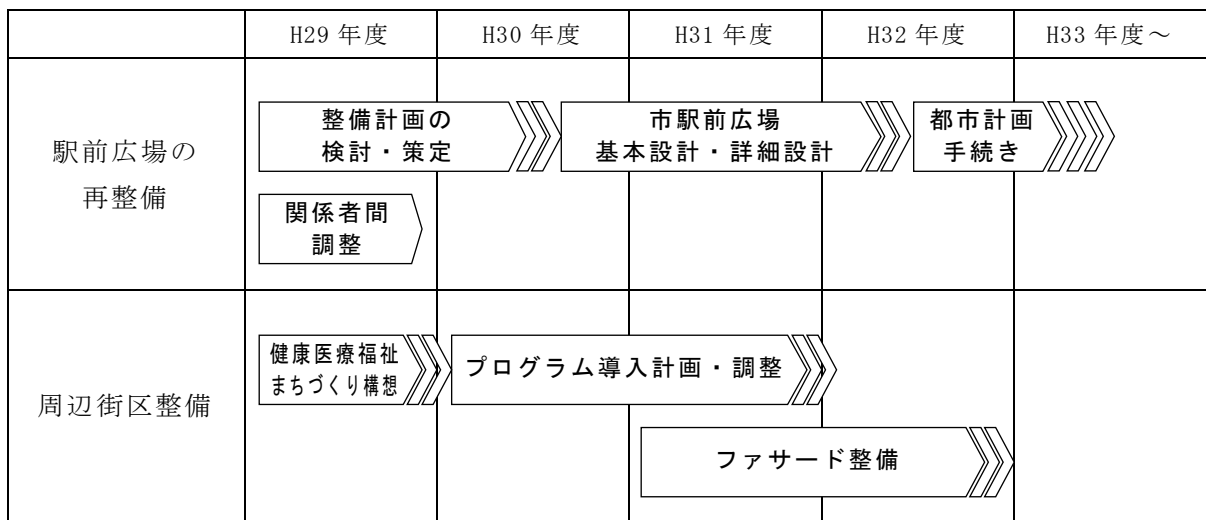 H29 年度 H30 年度 H31 年度 H32 年度 H33 年度～
駅前広場の
再整備
整備計画の
検討・策定
市駅前広場
基本設計・詳細設計
都市計画
手続き
関係者間
調整
周辺街区整備
健康医療福祉
まちづくり構想
プログラム導入計画・調整
ファサード整備